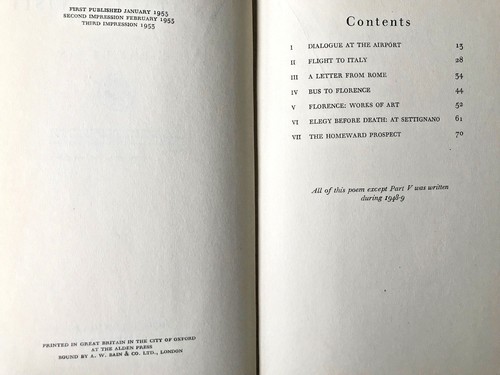 FIRST PUBLISHED JANUARY 1953
SECOND IMPRESSION FEBRUARY 1953
THIRD IMPRESSION 1953
PRINTED IN GREAT BRITAIN IN THE CITY OF OXFORD
AT THE ALDEN PRESS
BOUND BY A. W. BAIN & CO. LTD., LONDON
Contents
I DIALOGUE AT THE AIRPORT 13
II FLIGHT TO ITALY 28
III A LETTER FROM ROME 34
IV BUS TO FLORENCE 44
V FLORENCE: WORKS OF ART 52
VI ELEGY BEFORE DEATH: AT SETTIGNANO 61
VII THE HOMEWARD PROSPECT 70
All of this poem except Part V was written
during 1948-9